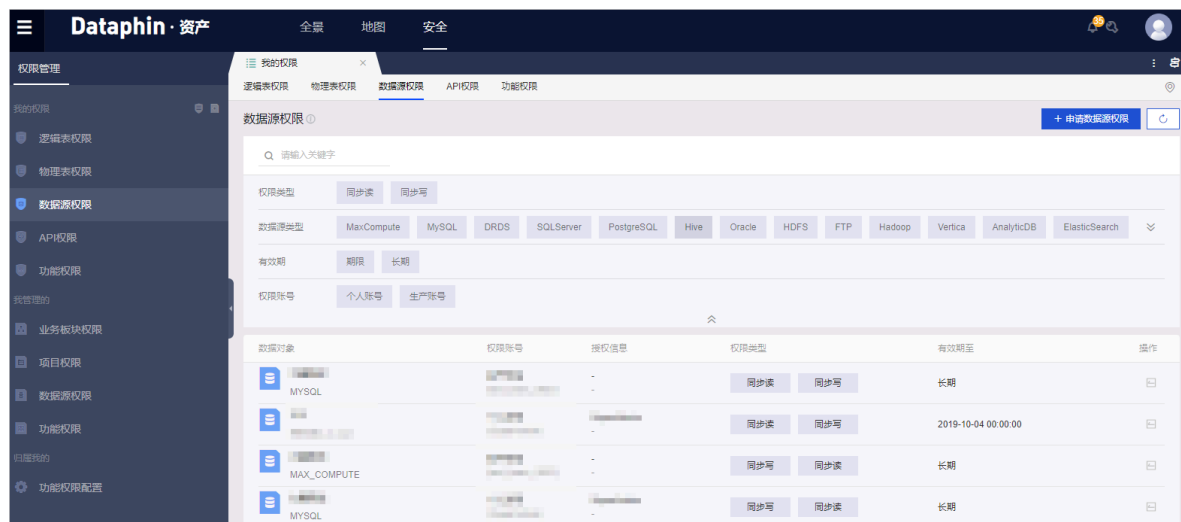 Dataphin · 资产 全景 地图 安全 35
权限管理
我的权限
逻辑表权限
物理表权限
数据源权限
API权限
功能权限
我管理的
业务板块权限
项目权限
数据源权限
功能权限
归属我的
功能权限配置
我的权限 ×
逻辑表权限 物理表权限 数据源权限 API权限 功能权限
数据源权限 + 申请数据源权限
请输入关键字
权限类型 同步读 同步写
数据源类型 MaxCompute MySQL DRDS SQLServer PostgreSQL Hive Oracle HDFS FTP Hadoop Vertica AnalyticDB ElasticSearch
有效期 期限 长期
权限账号 个人账号 生产账号
数据对象 权限账号 授权信息 权限类型 有效期至 操作
MYSQL - - 同步读 同步写 长期
- 同步读 同步写 2019-10-04 00:00:00
MAX_COMPUTE - - 同步写 同步读 长期
MYSQL - 同步写 同步读 长期